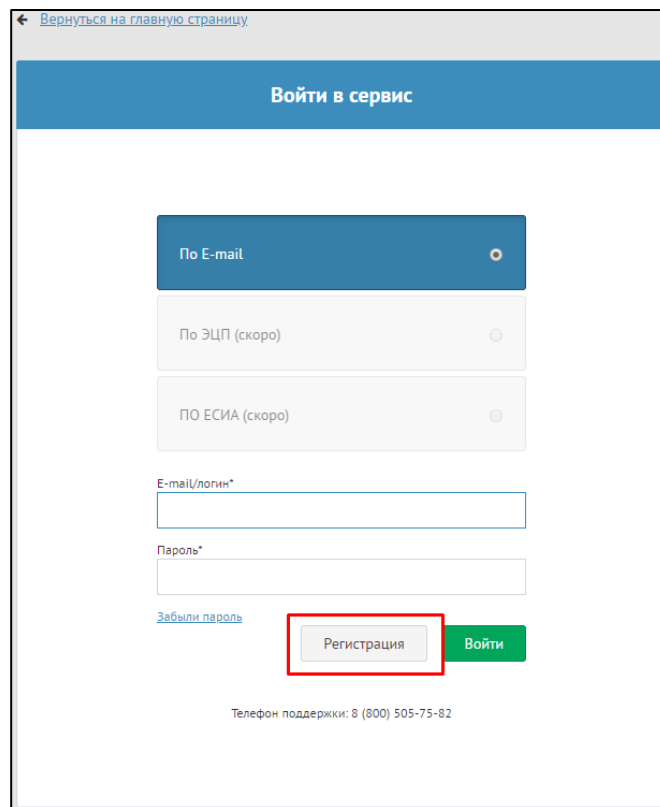 Вернуться на главную страницу
Войти в сервис
По E-mail
По ЭЦП (скоро)
ПО ЕСИА (скоро)
E-mail/логин*
Пароль*
Забыли пароль
Регистрация Войти
Телефон поддержки: 8 (800) 505-75-82